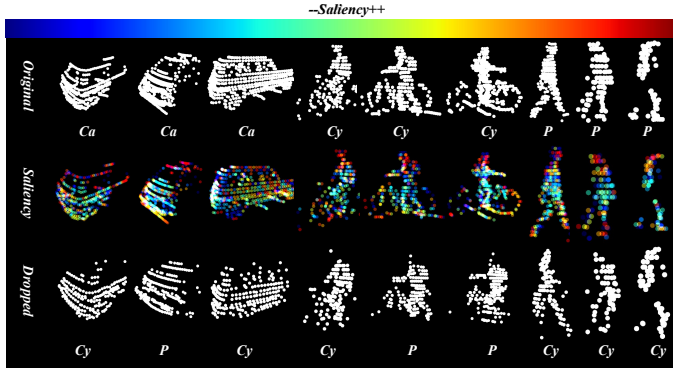 --Saliency++
Original
Ca Ca Ca Cy Cy Cy P P P
Saliency
Dropped
Cy P Cy Cy P P Cy Cy Cy